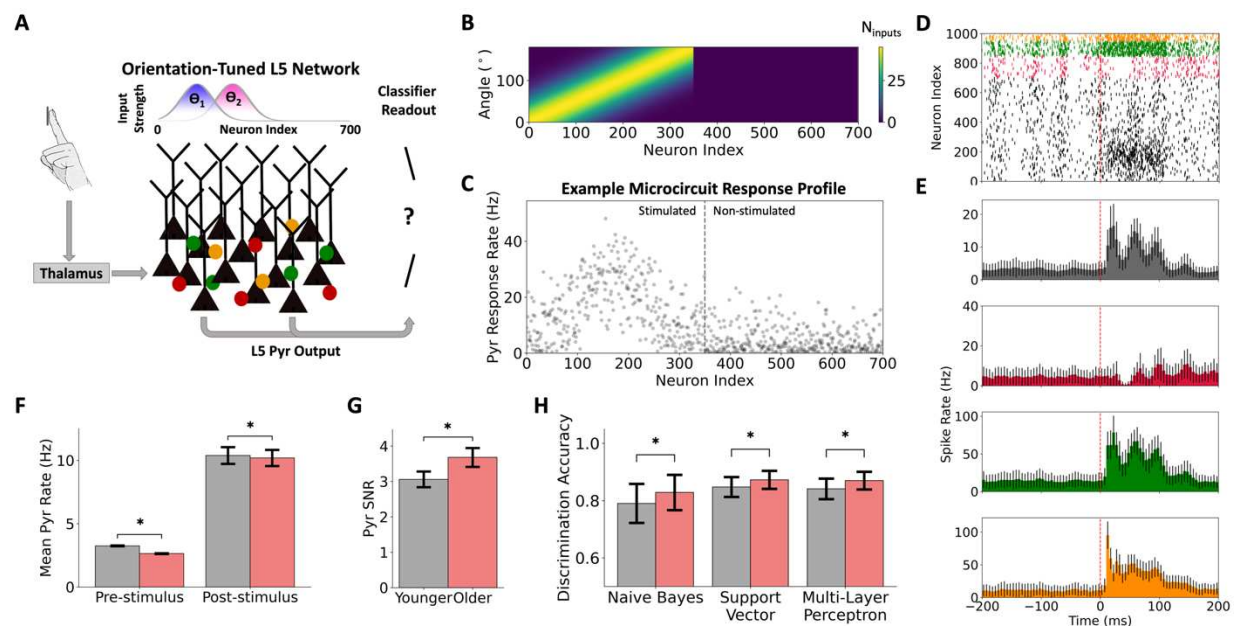 A
Orientation-Tuned L5 Network
Input Strength
Θ1
Θ2
0
Neuron Index
700
Classifier
Readout
?
Thalamus
L5 Pyr Output
B
Angle (°)
100
0
0
100
200
300
400
500
600
700
Neuron Index
Ninputs
25
0
C
Example Microcircuit Response Profile
Stimulated
Non-stimulated
Pyr Response Rate (Hz)
40
20
0
0
100
200
300
400
500
600
700
Neuron Index
D
Neuron Index
1000
800
600
400
200
0
E
Spike Rate (Hz)
20
10
0
40
20
0
100
50
0
100
50
0
−200
−100
0
100
200
Time (ms)
F
Mean Pyr Rate (Hz)
10
5
0
*
*
Pre-stimulus
Post-stimulus
G
Pyr SNR
4
3
2
1
0
*
Younger
Older
H
Discrimination Accuracy
1.0
0.8
0.6
*
*
*
Naive Bayes
Support
Vector
Multi-Layer
Perceptron